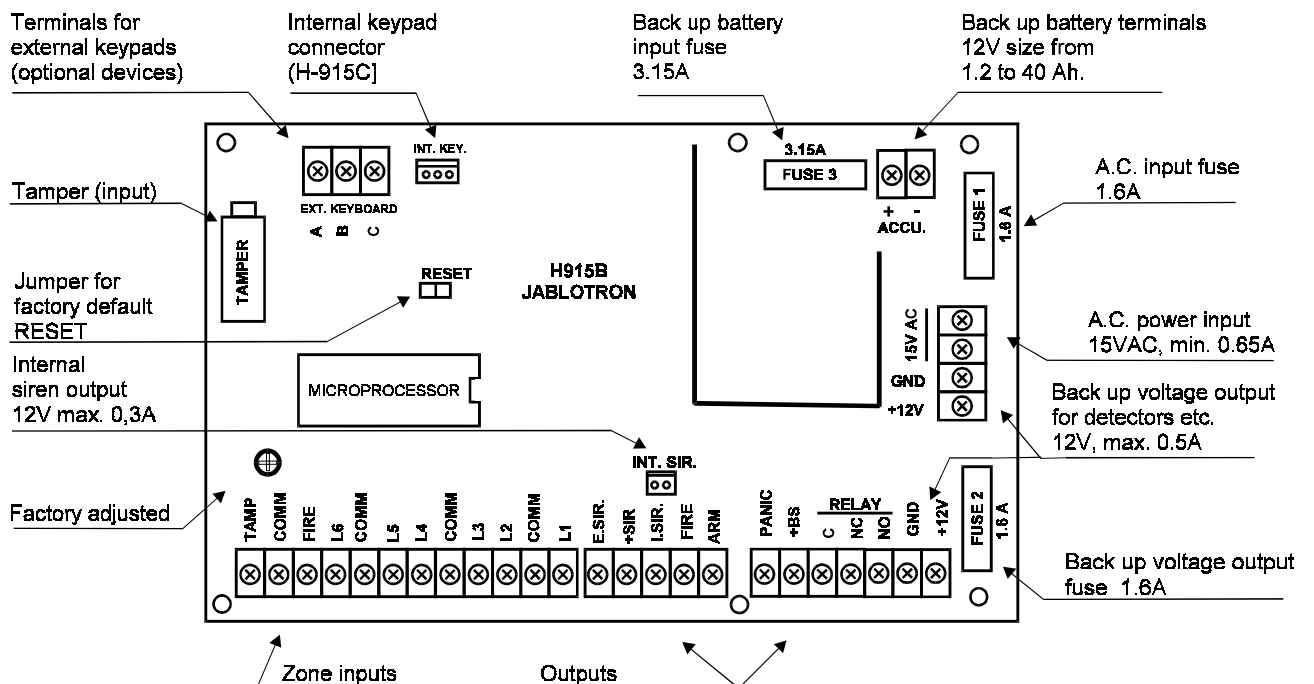 Terminals for
external keypads
(optional devices)
Internal keypad
connector
(H-915C]
Back up battery
input fuse
3.15A
Back up battery terminals
12V size from
1.2 to 40 Ah.
Tamper (input)
TAMPER
EXT. KEYBOARD
A
B
C
INT. KEY.
3.15A
FUSE 3
+ -
ACCU.
FUSE 1
1.6 A
A.C. input fuse
1.6A
Jumper for
factory default
RESET
RESET
H915B
JABLOTRON
15V AC
GND
+12V
A.C. power input
15VAC, min. 0.65A
Internal
siren output
12V max. 0,3A
MICROPROCESSOR
Back up voltage output
for detectors etc.
12V, max. 0.5A
INT. SIR.
Factory adjusted
TAMP
COMM
FIRE
L6
COMM
L5
L4
COMM
L3
L2
COMM
L1
E.SIR.
+SIR
I.SIR.
FIRE
ARM
PANIC
+BS
RELAY
C
NC
NO
GND
+12V
FUSE 2
1.6 A
Back up voltage output
fuse 1.6A
Zone inputs
Outputs